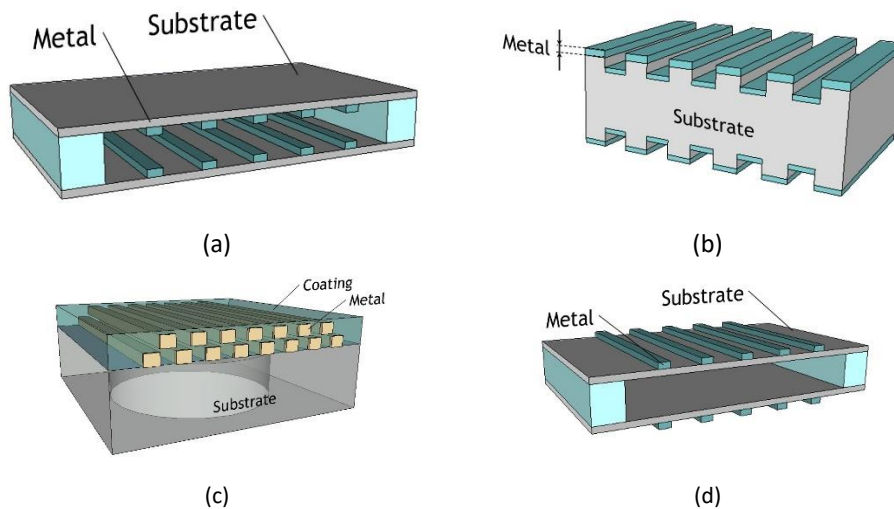 Metal
Substrate
(a)
Metal
Substrate
(b)
Coating
Metal
Substrate
(c)
Substrate
Metal
(d)